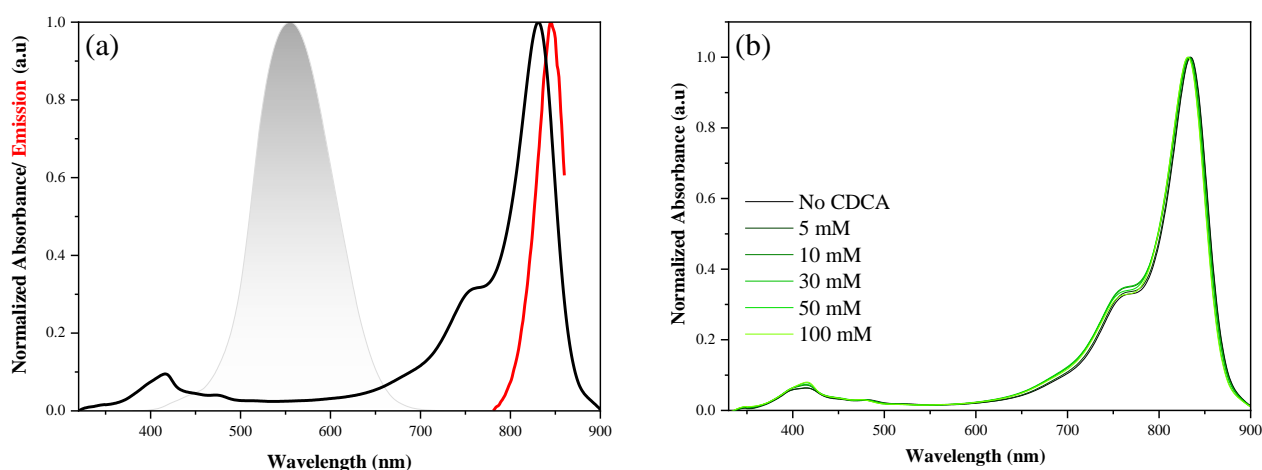 (a)
Normalized Absorbance/ Emission (a.u)
1.0
0.8
0.6
0.4
0.2
0.0
400 500 600 700 800 900
Wavelength (nm)
(b)
Normalized Absorbance (a.u)
1.0
0.8
0.6
0.4
0.2
0.0
No CDCA
5 mM
10 mM
30 mM
50 mM
100 mM
400 500 600 700 800 900
Wavelength (nm)